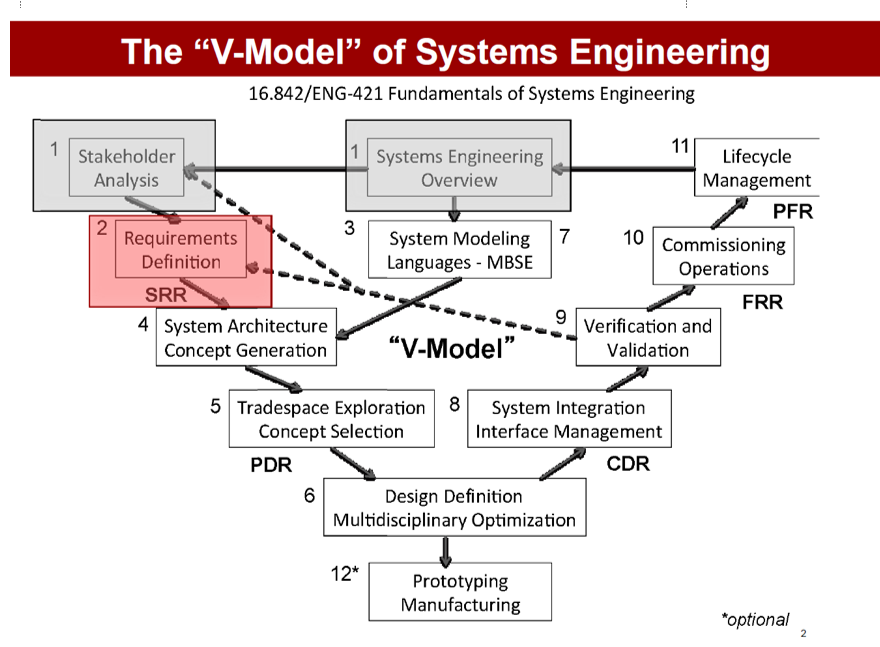 The “V-Model” of Systems Engineering
16.842/ENG-421 Fundamentals of Systems Engineering
1
Stakeholder
Analysis
1
Systems Engineering
Overview
11
Lifecycle
Management
PFR
2
Requirements
Definition
SRR
3
System Modeling
Languages - MBSE
7
10
Commissioning
Operations
FRR
4
System Architecture
Concept Generation
“V-Model”
9
Verification and
Validation
5
Tradespace Exploration
Concept Selection
PDR
8
System Integration
Interface Management
CDR
6
Design Definition
Multidisciplinary Optimization
12*
Prototyping
Manufacturing
*optional
2